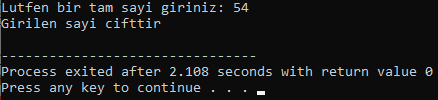 Lutfen bir tam sayi giriniz: 54
Girilen sayi cifttir
--------------------------------
Process exited after 2.108 seconds with return value 0
Press any key to continue . . .